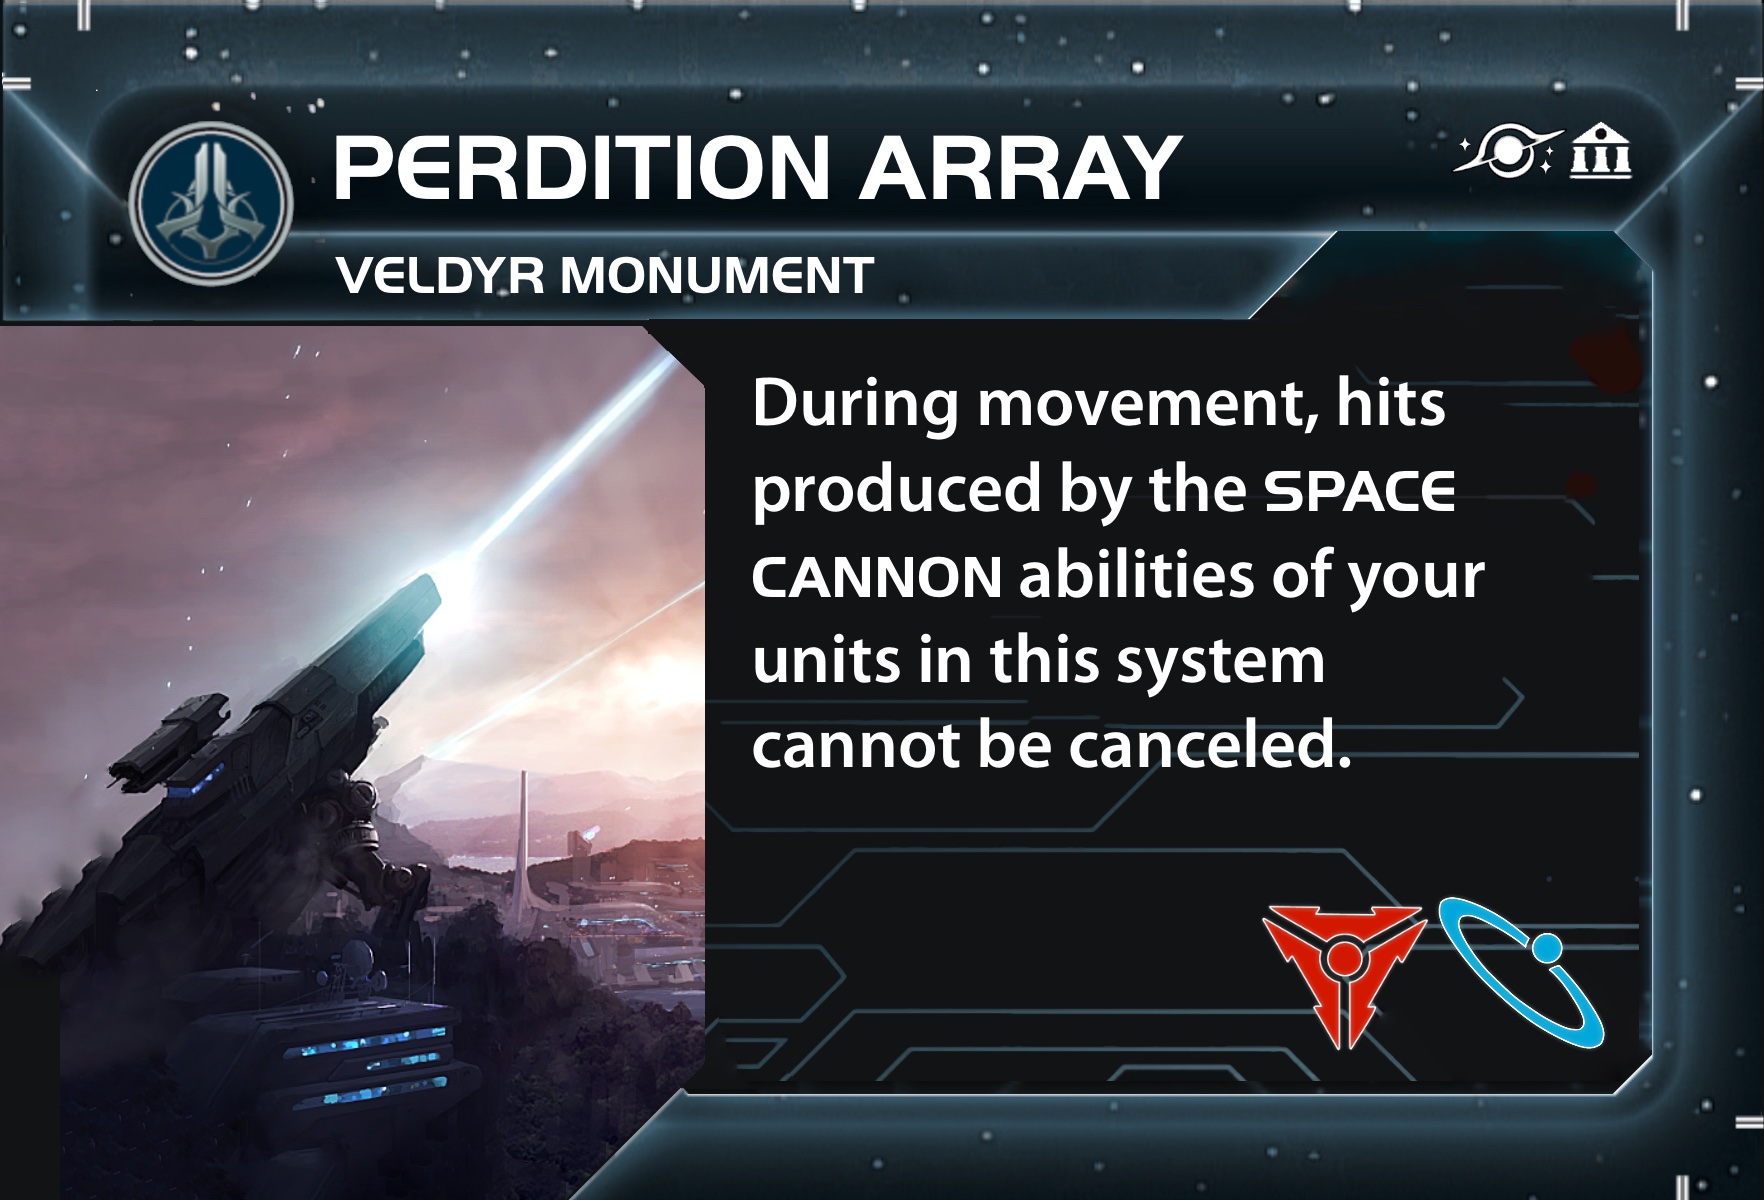 PERDITION ARRAY
VELDYR MONUMENT
During movement, hits
produced by the SPACE
CANNON abilities of your
units in this system
cannot be canceled.